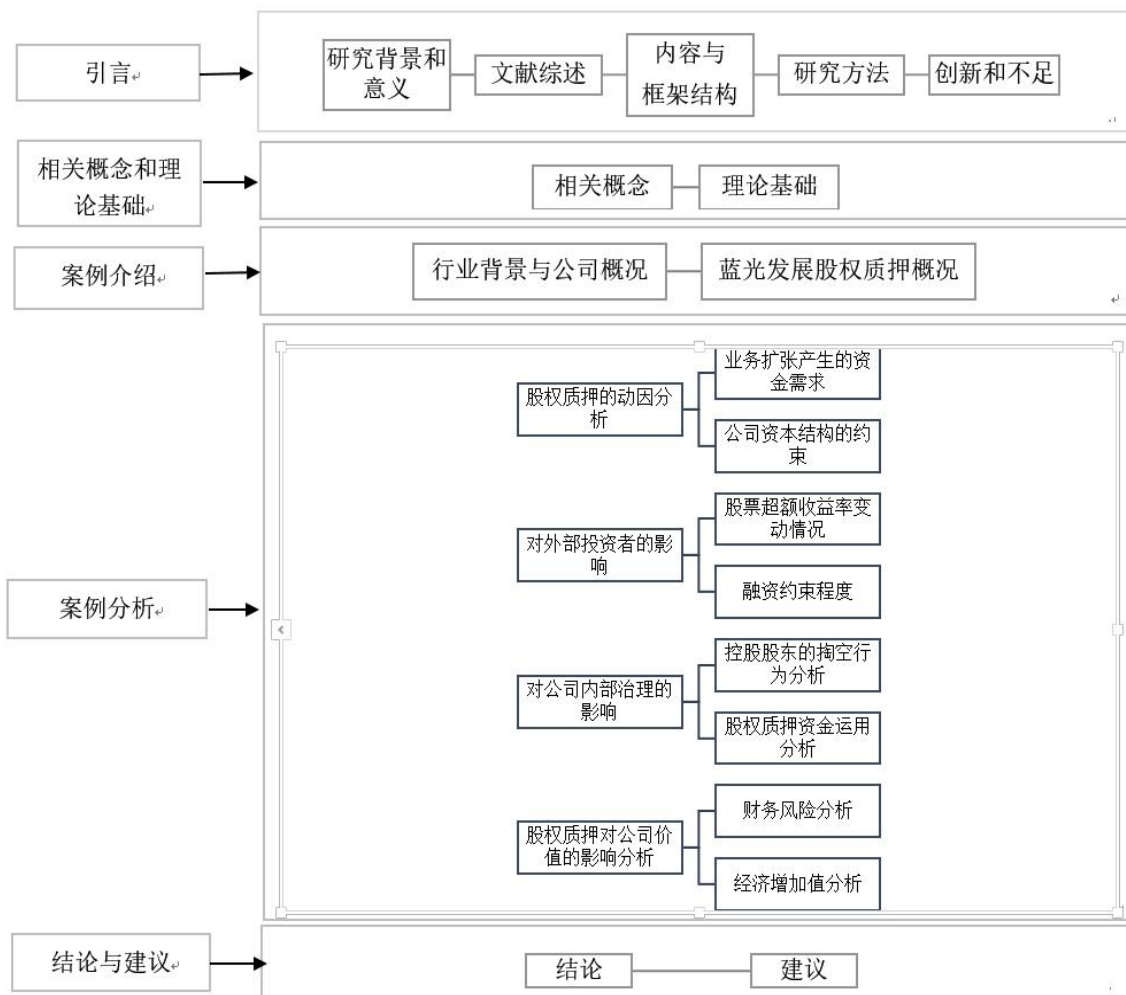 引言
研究背景和
意义
文献综述
内容与
框架结构
研究方法
创新和不足
相关概念和理
论基础
相关概念
理论基础
案例介绍
行业背景与公司概况
蓝光发展股权质押概况
案例分析
股权质押的动因分
析
业务扩张产生的资
金需求
公司资本结构的约
束
对外部投资者的影
响
股票超额收益率变
动情况
融资约束程度
对公司内部治理的
影响
控股股东的掏空行
为分析
股权质押资金运用
分析
股权质押对公司价
值的影响分析
财务风险分析
经济增加值分析
结论与建议
结论
建议